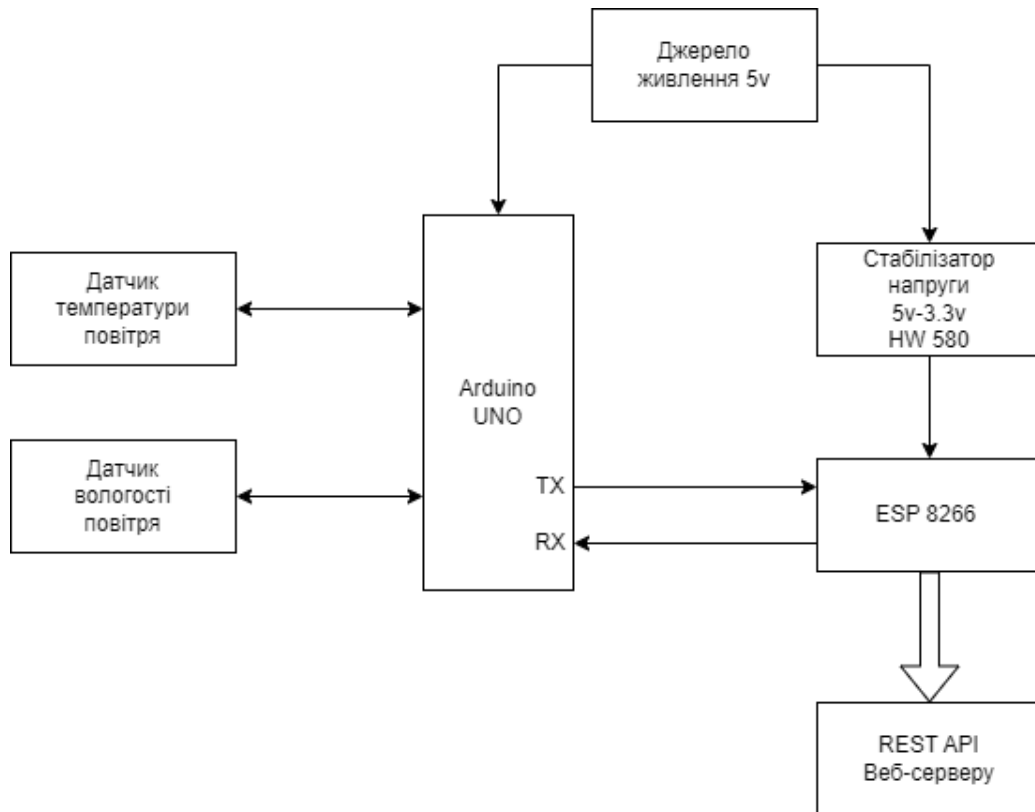 Джерело
живлення 5v
Датчик
температури
повітря
Стабілізатор
напруги
5v-3.3v
HW 580
Arduino
UNO
Датчик
вологості
повітря
TX
RX
ESP 8266
REST API
Веб-серверу